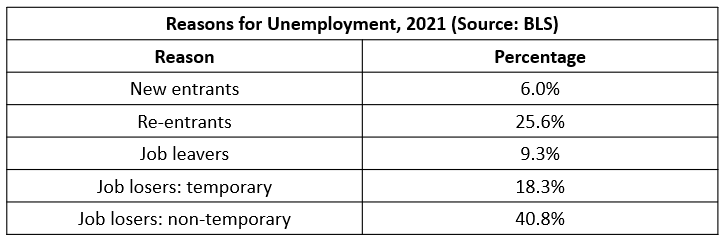 Reasons for Unemployment, 2021 (Source: BLS)
Reason Percentage
New entrants 6.0%
Re-entrants 25.6%
Job leavers 9.3%
Job losers: temporary 18.3%
Job losers: non-temporary 40.8%